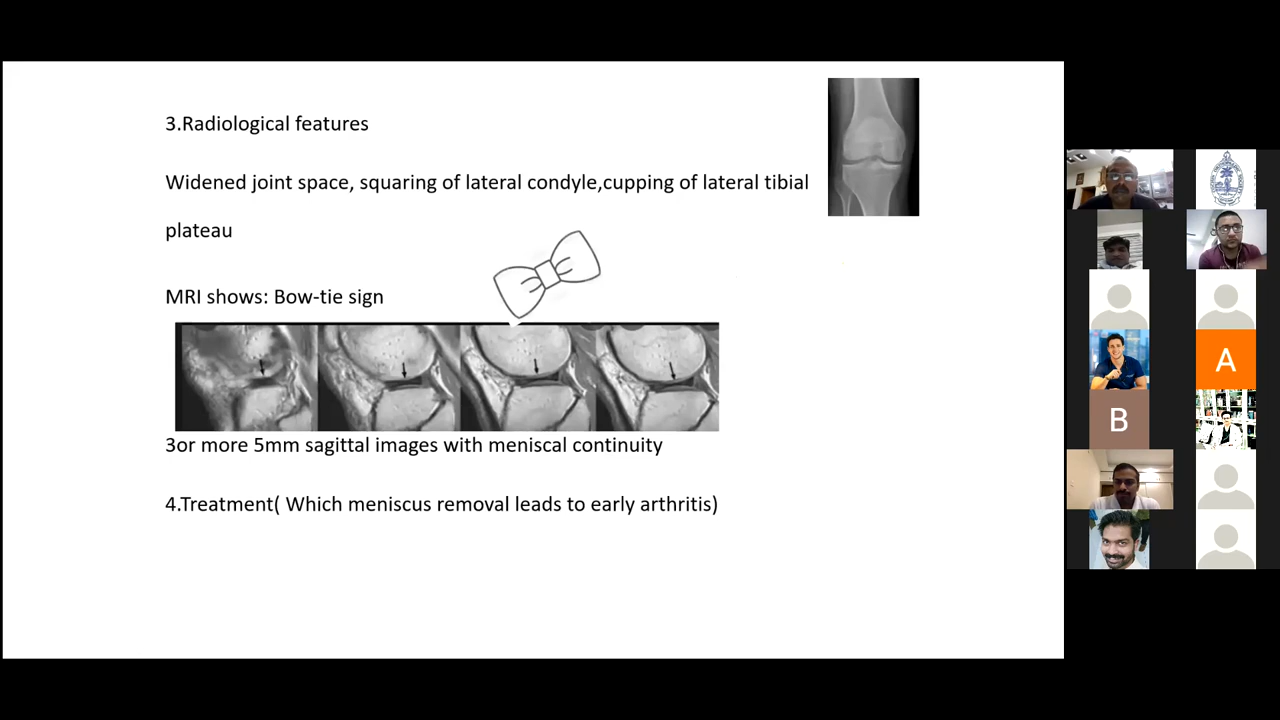 3.Radiological features
Widened joint space, squaring of lateral condyle,cupping of lateral tibial
plateau
MRI shows: Bow-tie sign
3or more 5mm sagittal images with meniscal continuity
4.Treatment( Which meniscus removal leads to early arthritis)
A
B